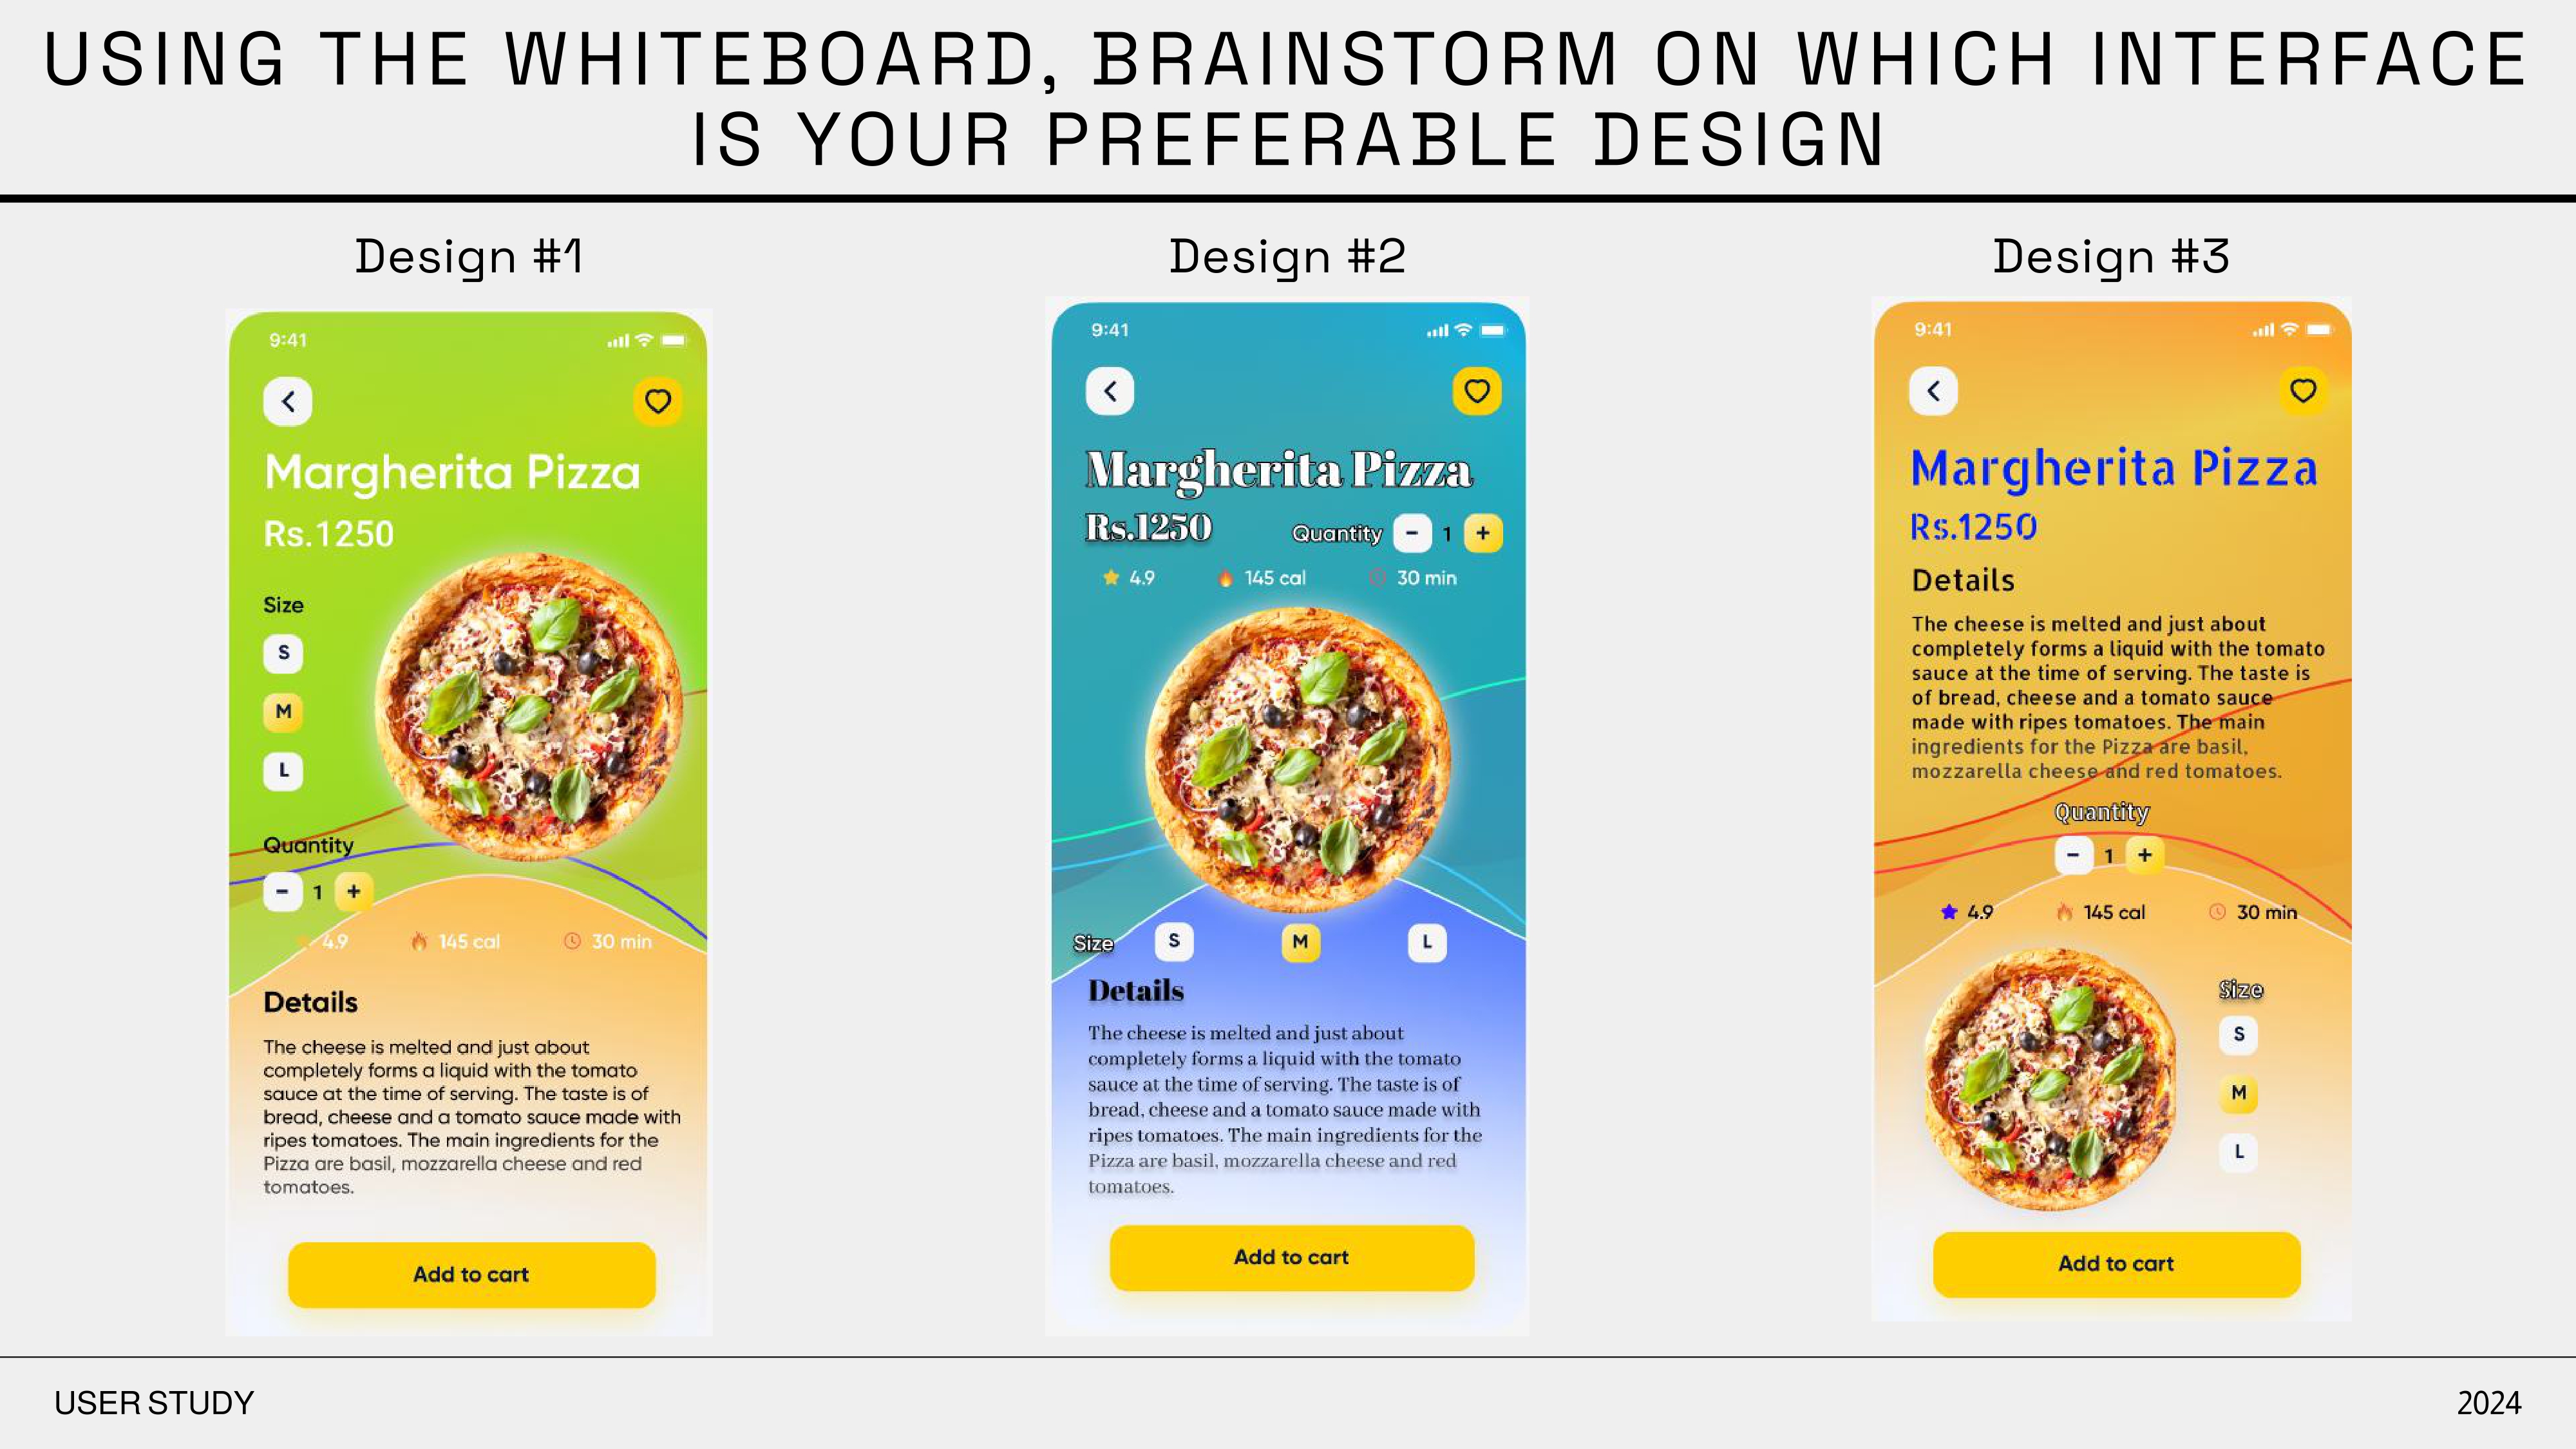 USING THE WHITEBOARD, BRAINSTORM ON WHICH INTERFACE
IS YOUR PREFERABLE DESIGN
Design #1
9:41
Margherita Pizza
Rs.1250
Size
S
M
L
Quantity
- 1 +
4.9 145 cal 30 min
Details
The cheese is melted and just about
completely forms a liquid with the tomato
sauce at the time of serving. The taste is of
bread, cheese and a tomato sauce made with
ripes tomatoes. The main ingredients for the
Pizza are basil, mozzarella cheese and red
tomatoes.
Add to cart
Design #2
9:41
Margherita Pizza
Rs.1250 Quantity - 1 +
4.9 145 cal 30 min
Size S M L
Details
The cheese is melted and just about
completely forms a liquid with the tomato
sauce at the time of serving. The taste is of
bread, cheese and a tomato sauce made with
ripes tomatoes. The main ingredients for the
Pizza are basil, mozzarella cheese and red
tomatoes.
Add to cart
Design #3
9:41
Margherita Pizza
Rs.1250
Details
The cheese is melted and just about
completely forms a liquid with the tomato
sauce at the time of serving. The taste is
of bread, cheese and a tomato sauce
made with ripes tomatoes. The main
ingredients for the Pizza are basil,
mozzarella cheese and red tomatoes.
Quantity
- 1 +
4.9 145 cal 30 min
Size
S
M
L
Add to cart
USER STUDY
2024